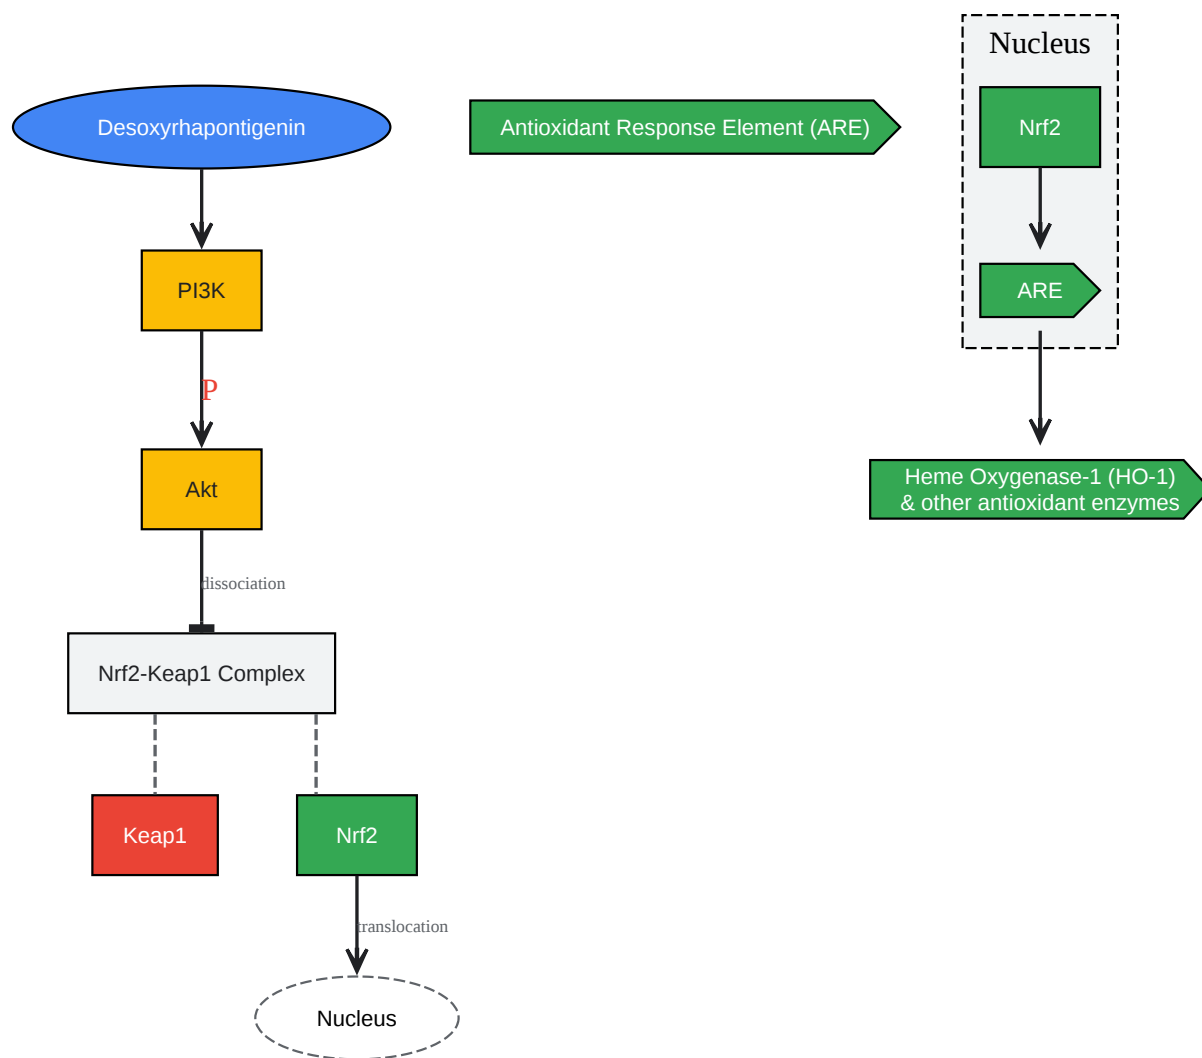 Desoxyrhapontigenin
PI3K
P
Akt
dissociation
Nrf2-Keap1 Complex
Keap1
Nrf2
translocation
Nucleus
Antioxidant Response Element (ARE)
Nucleus
Nrf2
ARE
Heme Oxygenase-1 (HO-1)
& other antioxidant enzymes